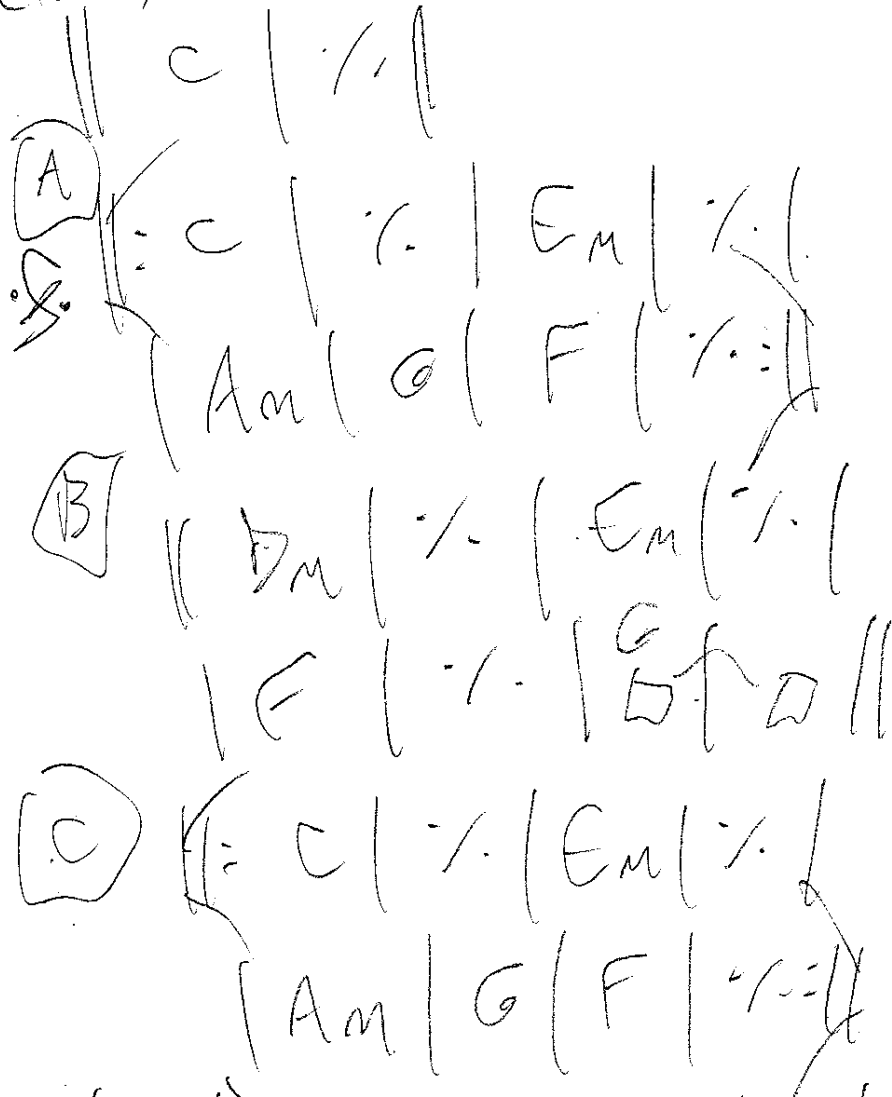 ‖ C | ٪ ‖
A
𝄋
‖: C | ٪ | Em | ٪ |
| Am | G | F | ٪ :‖
B
‖ Dm | ٪ | Em | ٪ |
| F | ٪ | G □ | □ ‖
C
‖: C | ٪ | Em | ٪ |
| Am | G | F | ٪ :‖